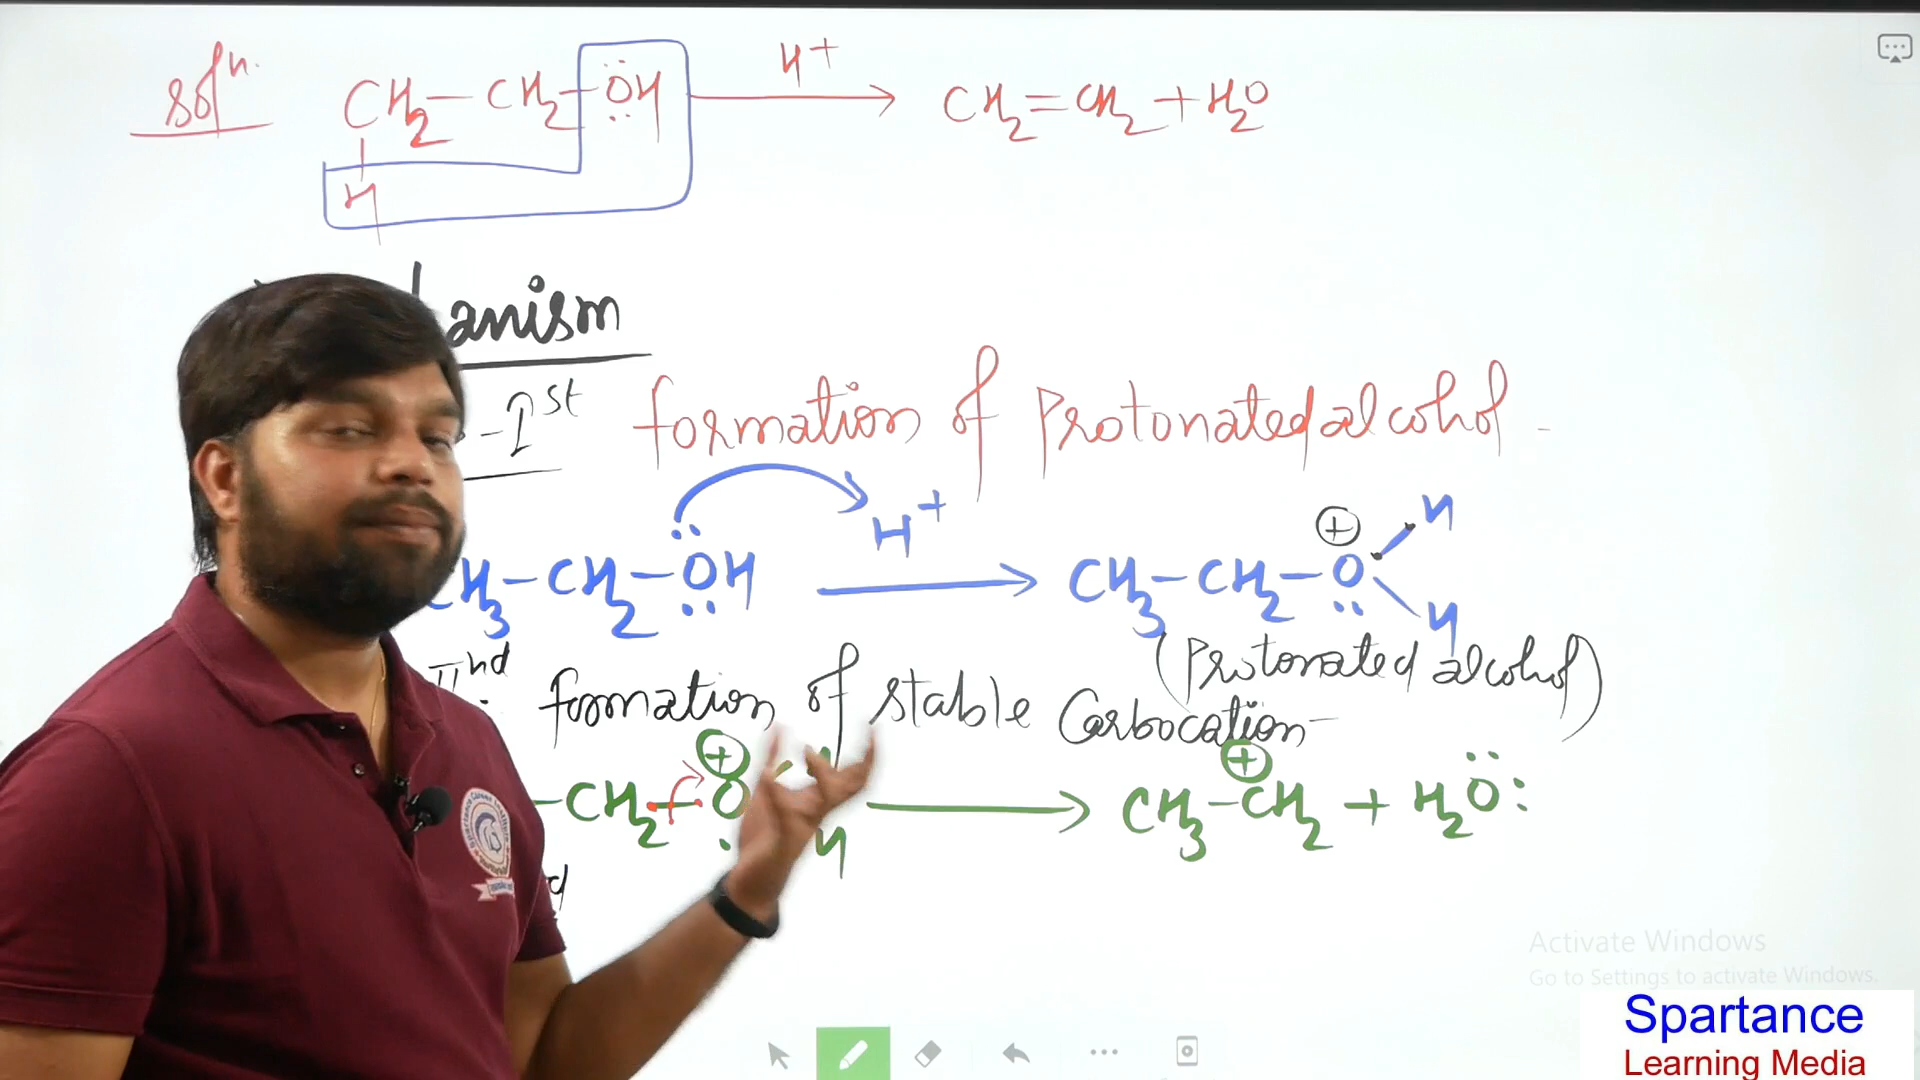 Solⁿ.
CH₂–CH₂–ÖH H⁺ → CH₂=CH₂+H₂O
H
anism
-Iˢᵗ formation of Protonated alcohol -
H₃–CH₂–ÖH H⁺ → CH₃–CH₂–O ⊕ H
H
(Protonated alcohol)
IIⁿᵈ formation of stable Carbocation-
–CH₂–O ⊕ H → CH₃–CH₂ ⊕ + H₂Ö:
d
Activate Windows
Go to Settings to activate Windows.
Spartance
Learning Media